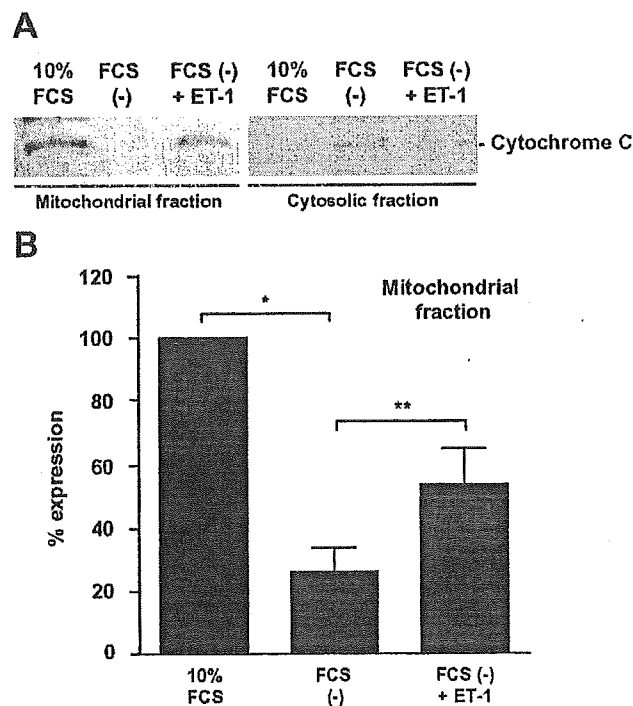 A
10% FCS FCS (-) FCS (-) + ET-1 10% FCS FCS (-) FCS (-) + ET-1
- Cytochrome C
Mitochondrial fraction Cytosolic fraction
B
Mitochondrial
fraction
% expression
120
100
80
60
40
20
0
*
**
10% FCS FCS (-) FCS (-) + ET-1